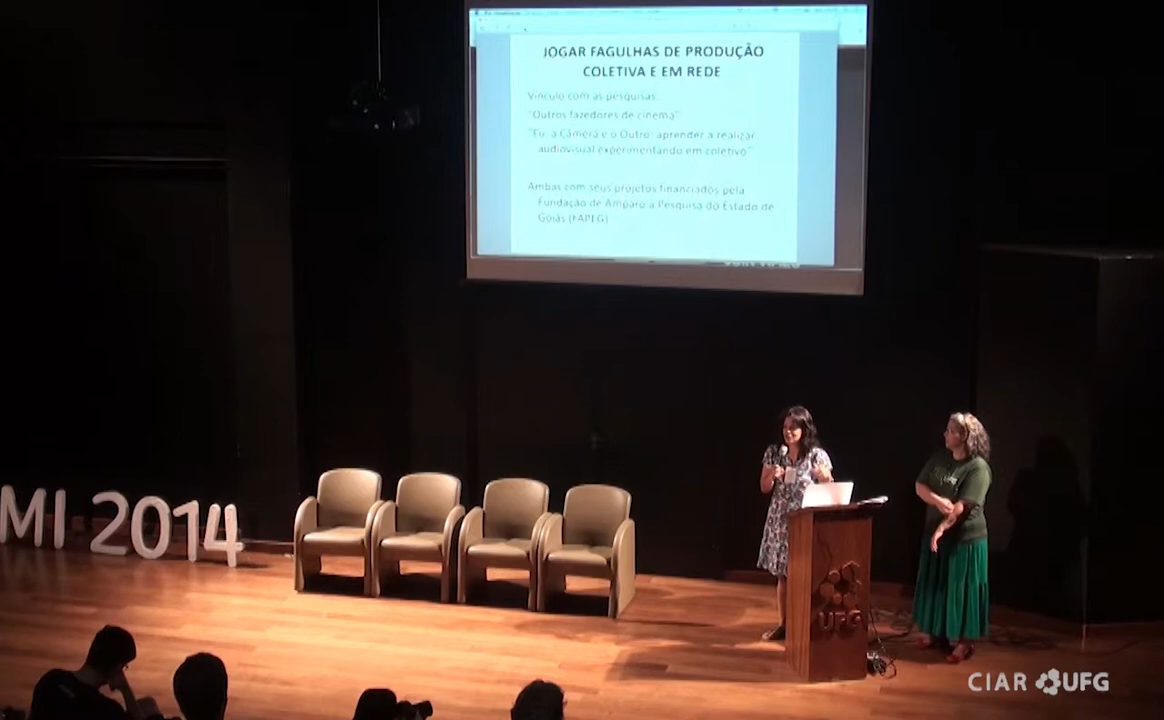 JOGAR FAGULHAS DE PRODUÇÃO
COLETIVA E EM REDE
Vínculo com as pesquisas:
"Outros fazedores de cinema"
"Eu, a Câmera e o Outro: aprender a realizar
audiovisual experimentando em coletivo"
Ambas com seus projetos financiados pela
Fundação de Amparo à Pesquisa do Estado de
Goiás (FAPEG)
MI 2014
UFG
CIAR UFG